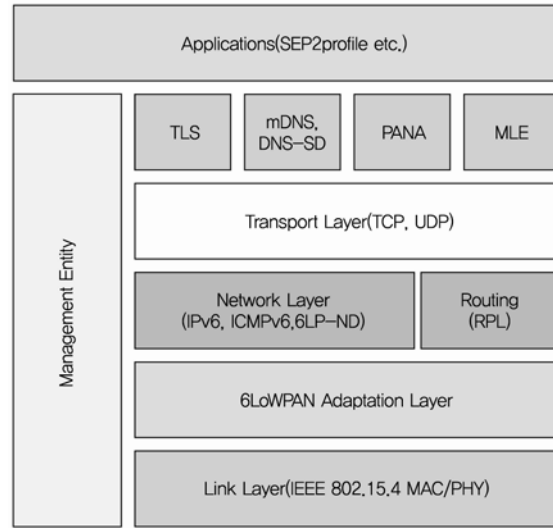 Applications(SEP2profile etc.)
Management Entity
TLS
mDNS,
DNS-SD
PANA
MLE
Transport Layer(TCP, UDP)
Network Layer
(IPv6, ICMPv6,6LP-ND)
Routing
(RPL)
6LoWPAN Adaptation Layer
Link Layer(IEEE 802.15.4 MAC/PHY)